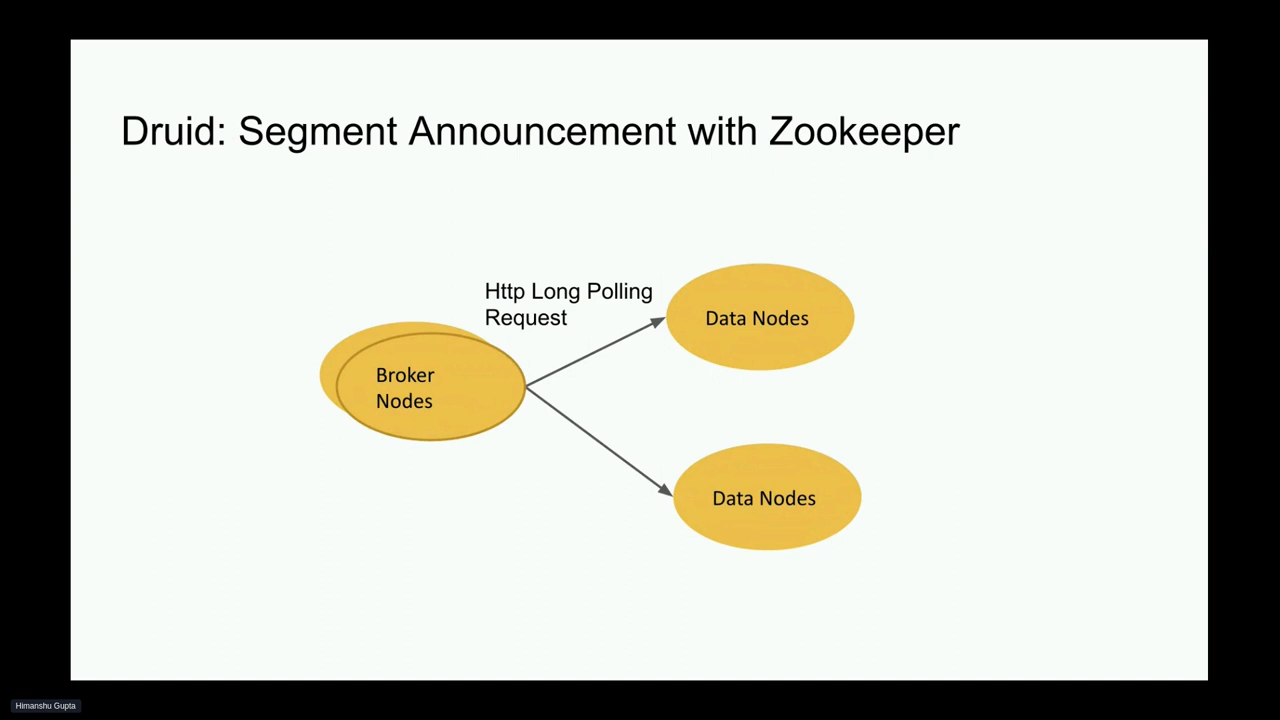 Druid: Segment Announcement with Zookeeper
Http Long Polling
Request
Data Nodes
Broker
Nodes
Data Nodes
Himanshu Gupta